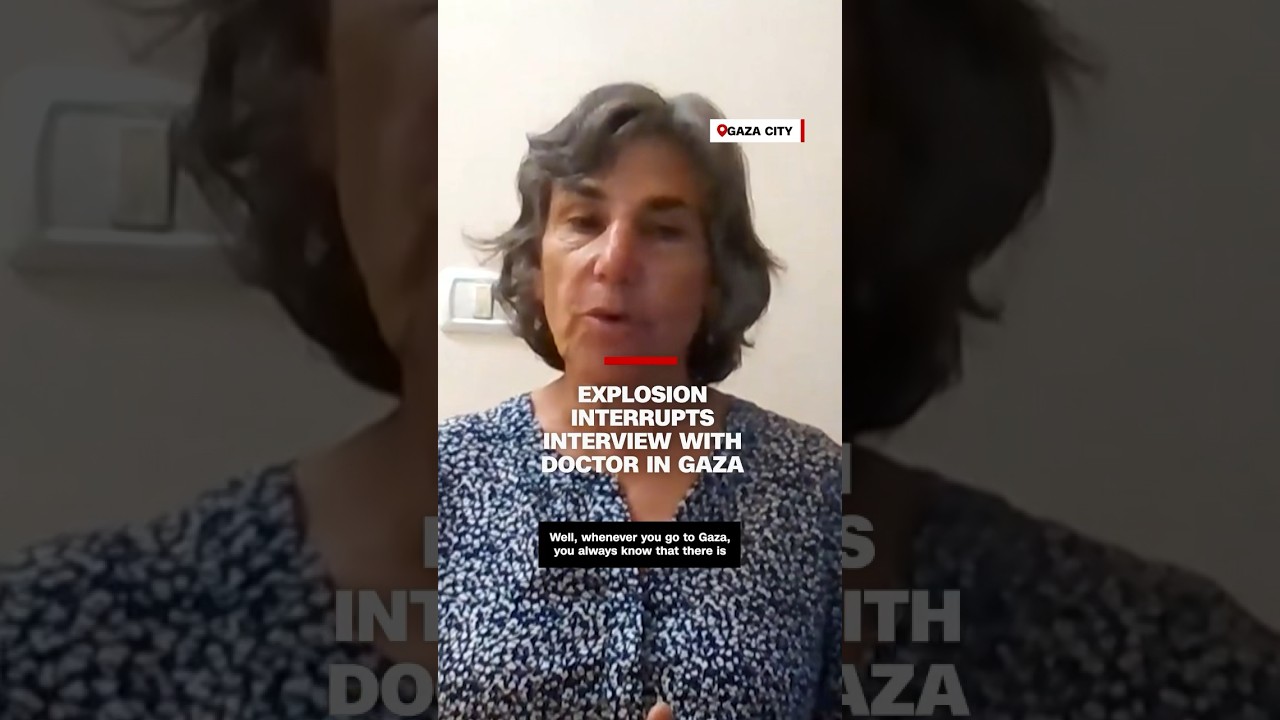 GAZA CITY
EXPLOSION
INTERRUPTS
INTERVIEW WITH
DOCTOR IN GAZA
Well, whenever you go to Gaza,
you always know that there is